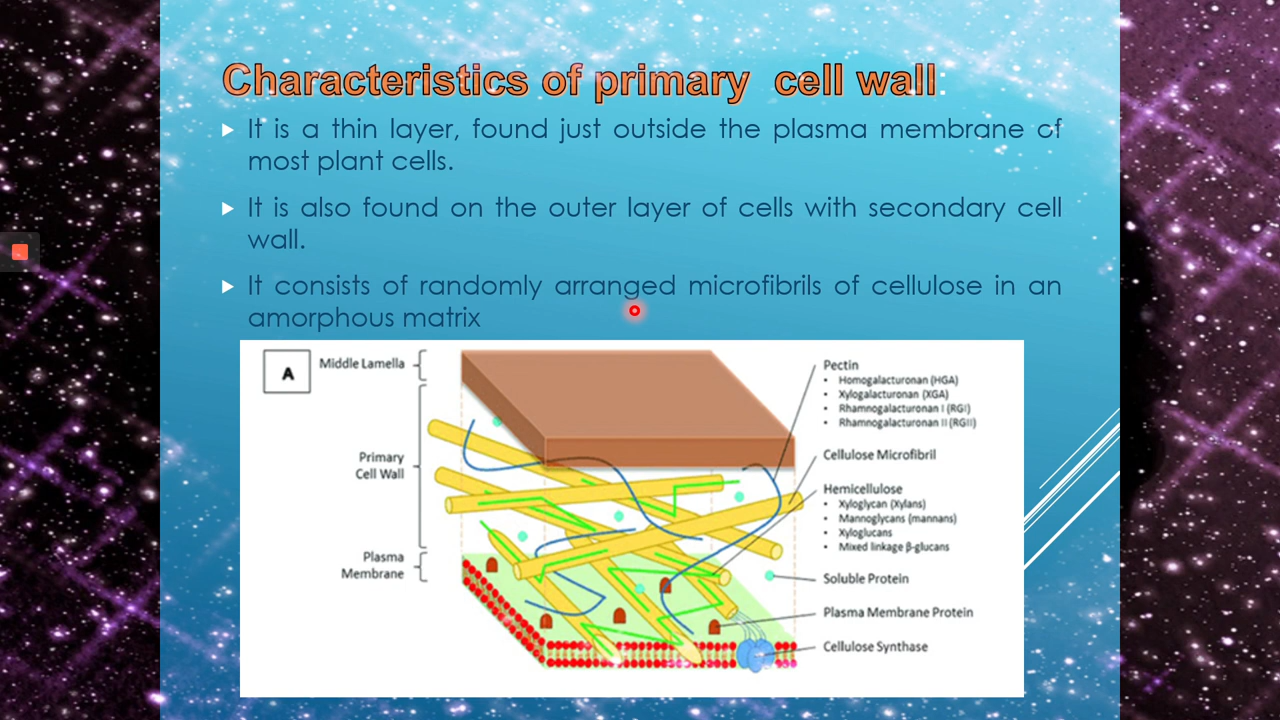 Characteristics of primary cell wall:
It is a thin layer, found just outside the plasma membrane of
most plant cells.
It is also found on the outer layer of cells with secondary cell
wall.
It consists of randomly arranged microfibrils of cellulose in an
amorphous matrix
A
Middle Lamella
Primary
Cell Wall
Plasma
Membrane
Pectin
• Homogalacturonan (HGA)
• Xylogalacturonan (XGA)
• Rhamnogalacturonan I (RGI)
• Rhamnogalacturonan II (RGII)
Cellulose Microfibril
Hemicellulose
• Xyloglycan (Xylans)
• Mannoglycans (mannans)
• Xyloglucans
• Mixed linkage β-glucans
Soluble Protein
Plasma Membrane Protein
Cellulose Synthase